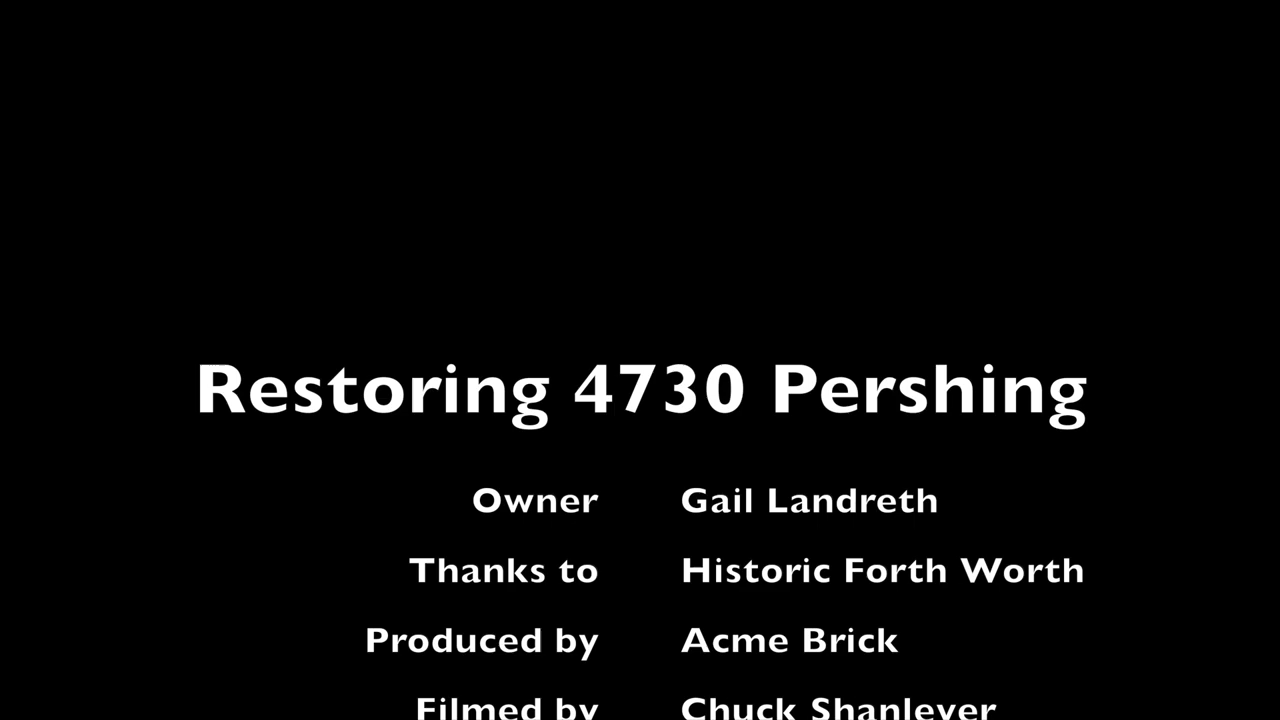 Restoring 4730 Pershing
Owner Gail Landreth
Thanks to Historic Forth Worth
Produced by Acme Brick
Filmed by Chuck Shanlever